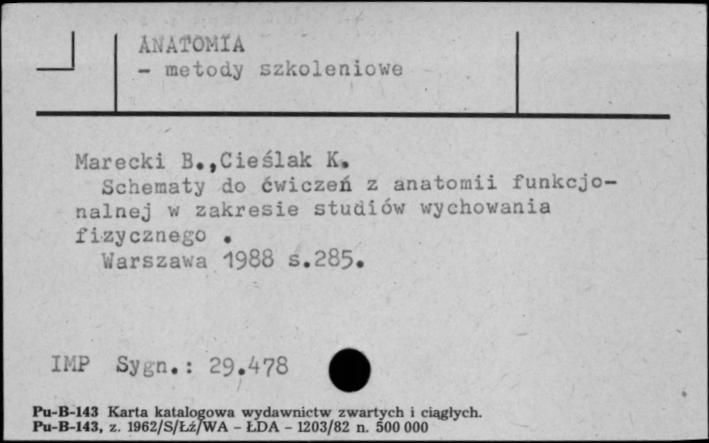 ANATOMIA
- metody szkoleniowe
Marecki B.,Cieślak K.
Schematy do ćwiczeń z anatomii funkcjo-
nalnej w zakresie studiów wychowania
fizycznego .
Warszawa 1988 s.285.
IMP Sygn.: 29.478
Pu-B-143 Karta katalogowa wydawnictw zwartych i ciągłych.
Pu-B-143, z. 1962/S/Łż/WA - ŁDA - 1203/82 n. 500 000